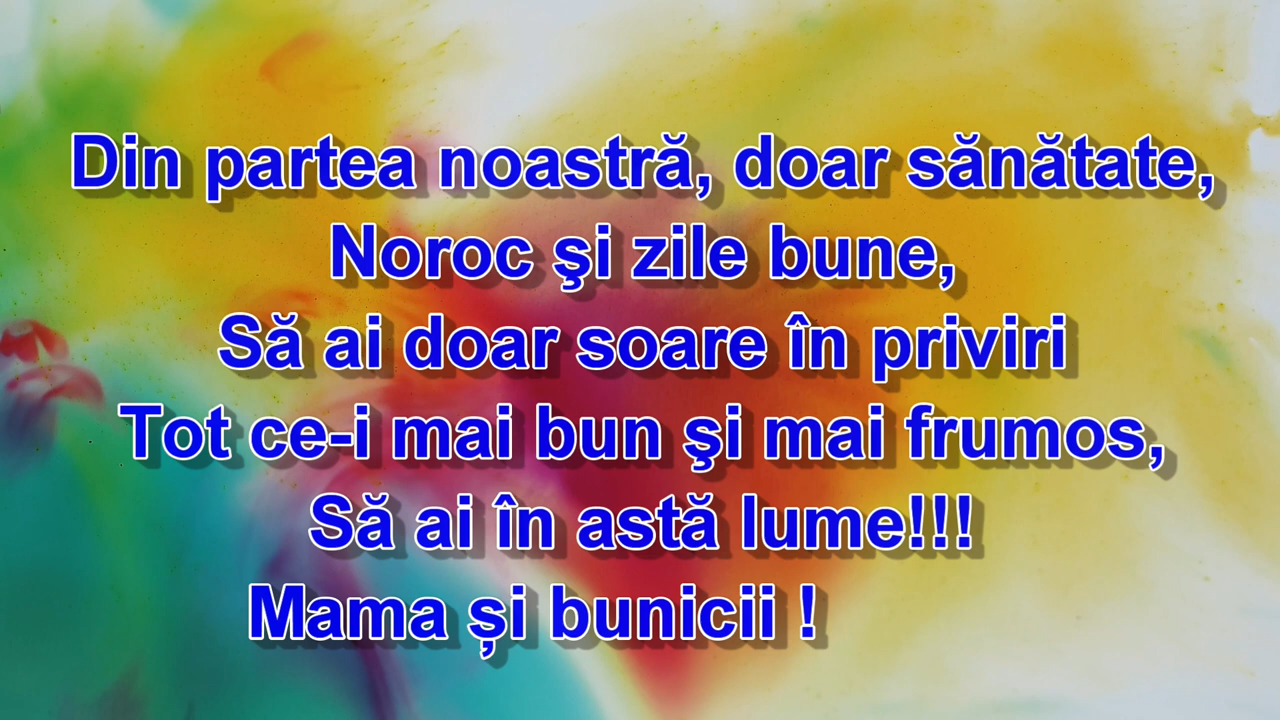 Din partea noastră, doar sănătate,
Noroc şi zile bune,
Să ai doar soare în priviri
Tot ce-i mai bun şi mai frumos,
Să ai în astă lume!!!
Mama și bunicii !